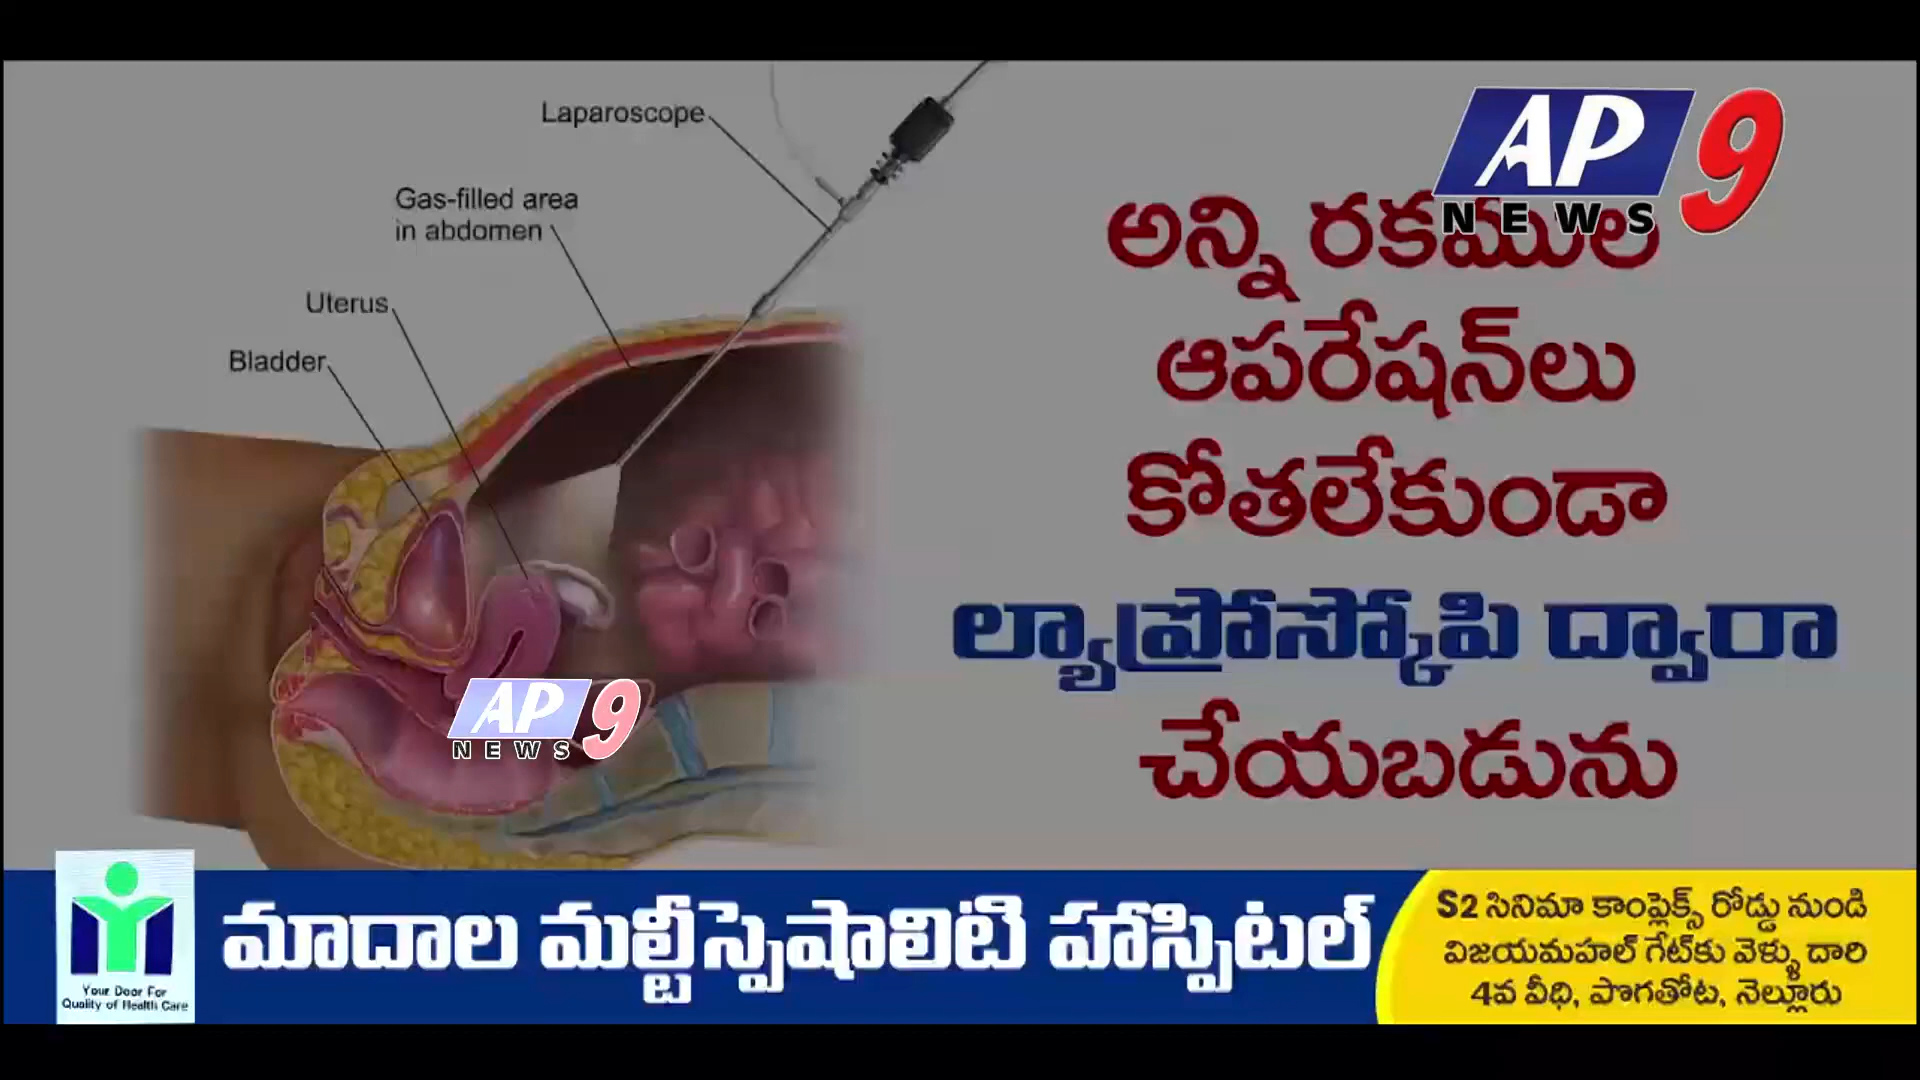 Laparoscope
Gas-filled area
in abdomen
Uterus
Bladder
AP 9
NEWS
అన్ని రకముల
ఆపరేషన్‌లు
కోతలేకుండా
ల్యాప్రోస్కోపి ద్వారా
చేయబడును
AP 9
NEWS
Your Door For
Quality of Health Care
మాదాల మల్టీస్పెషాలిటి హాస్పిటల్
S2 సినిమా కాంప్లెక్స్ రోడ్డు నుండి
విజయమహల్ గేట్‌కు వెళ్ళు దారి
4వ వీధి, పొగతోట, నెల్లూరు